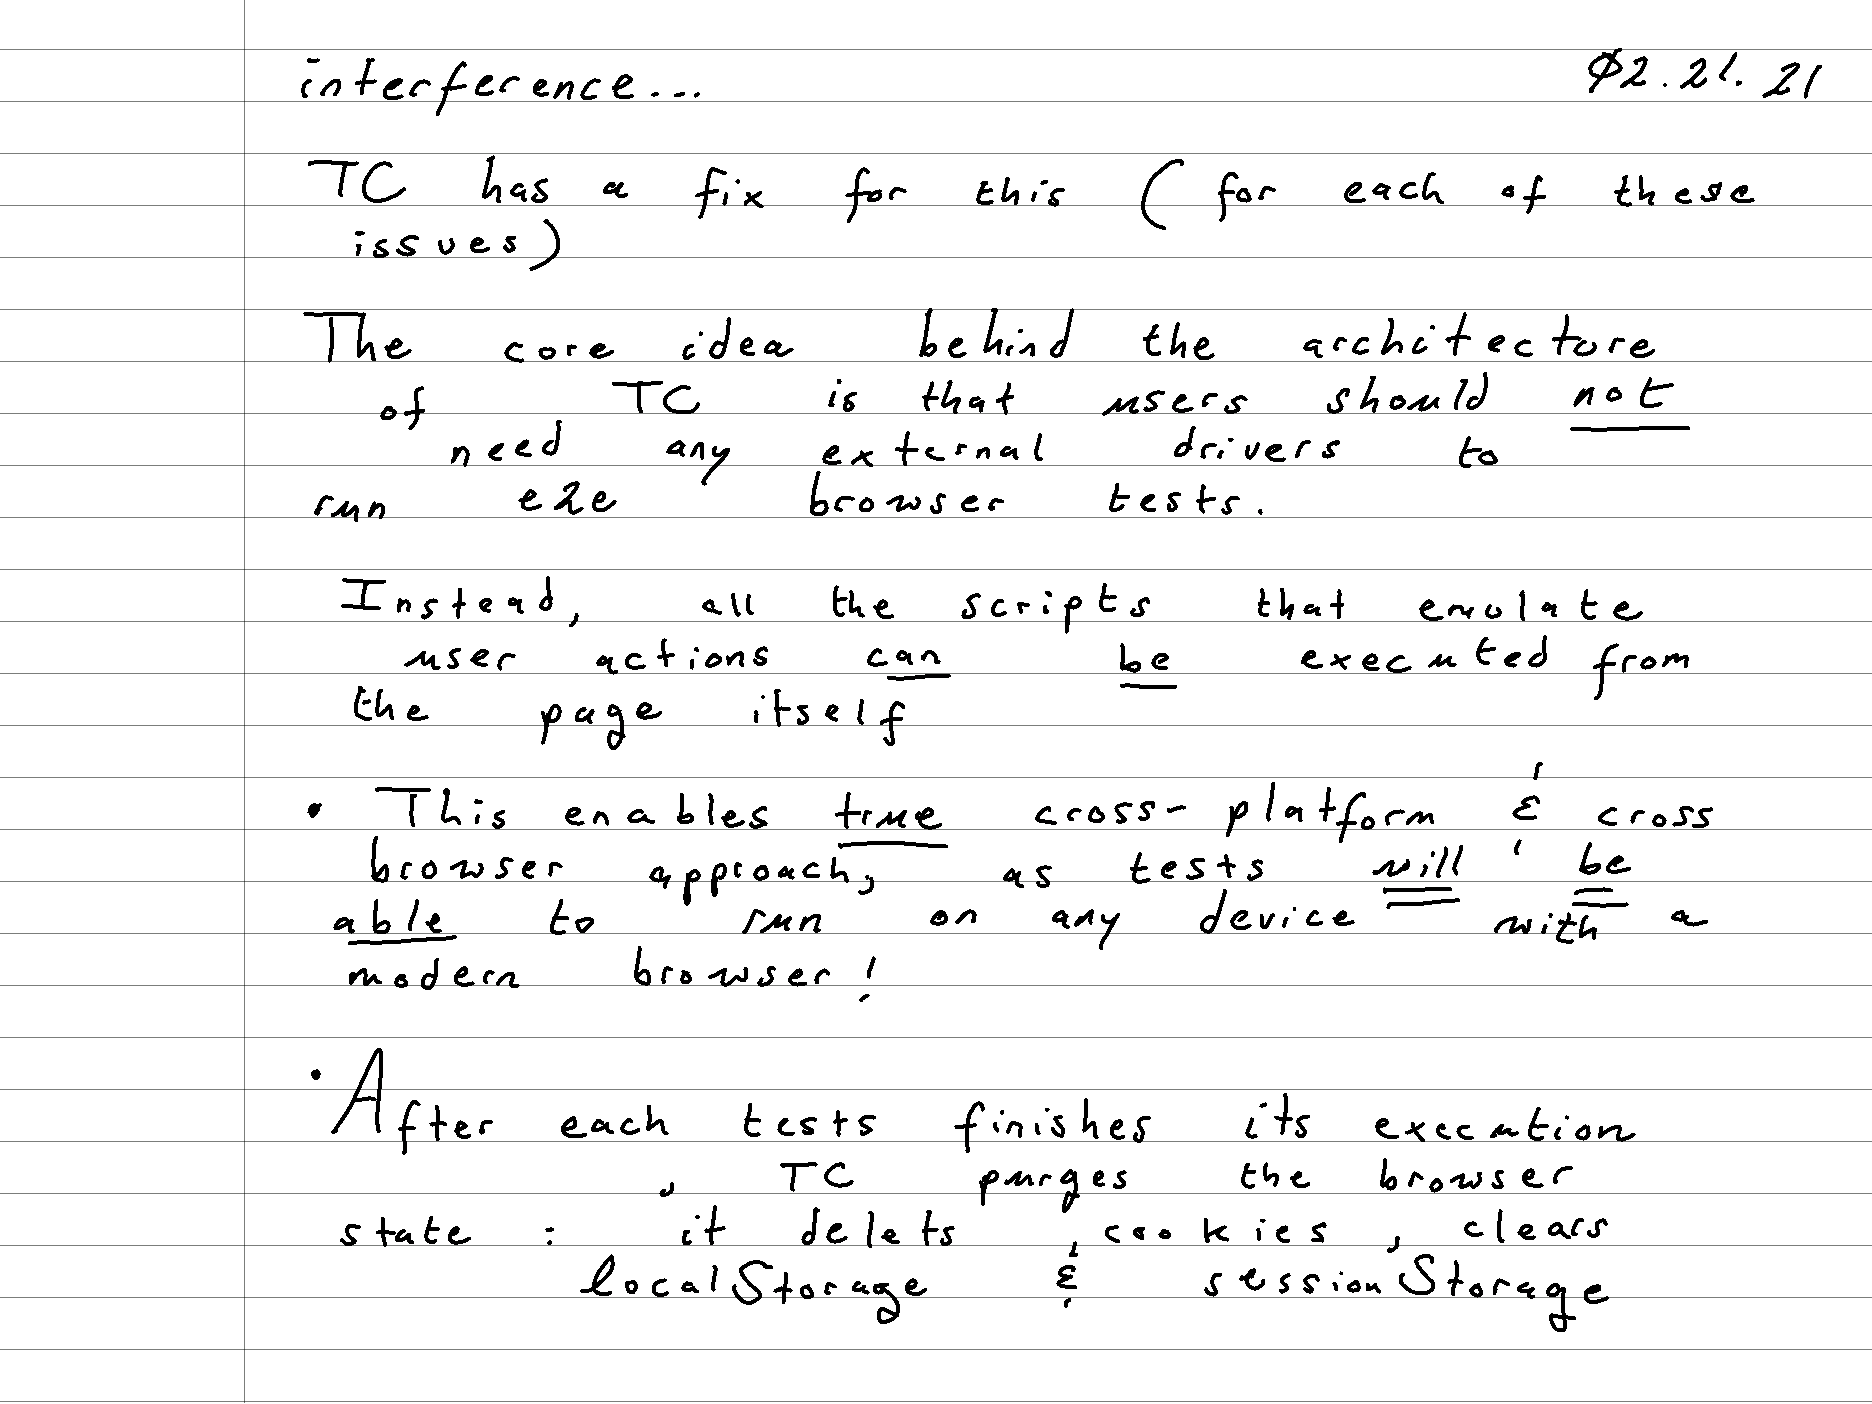 interference... 02.21.21
TC has a fix for this (for each of these
issues)
The core idea behind the architecture
of TC is that users should not
need any external drivers to
run e2e browser tests.
Instead, all the scripts that emulate
user actions can be executed from
the page itself
• This enables true cross-platform & cross
browser approach, as tests will be
able to run on any device with a
modern browser!
• After each tests finishes its execution
, TC purges the browser
state : it delets cookies, clears
localStorage & sessionStorage